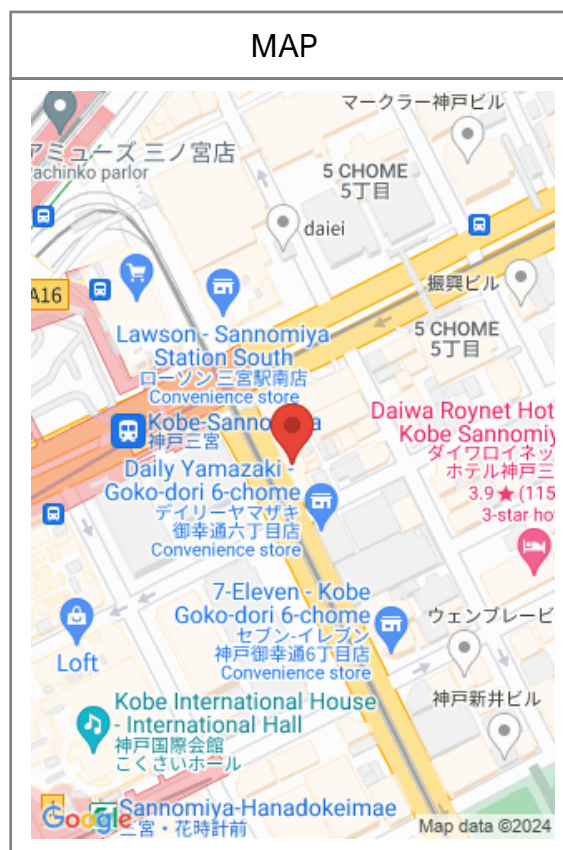 MAP
マークラー神戸ビル
アミューズ 三ノ宮店
achinko parlor
5 CHOME
5丁目
daiei
A16
振興ビル
Lawson - Sannomiya
Station South
ローソン 三宮駅南店
Convenience store
5 CHOME
5丁目
Kobe-Sanno a
神戸三宮
Daiwa Roynet Hot
Kobe Sannomiy
ダイワロイネッ
ホテル神戸三
3.9★(115
3-star ho
Daily Yamazaki -
Goko-dori 6-chome
デイリーヤマザキ
御幸通六丁目店
Convenience store
7-Eleven - Kobe
Goko-dori 6-chome
セブン-イレブン
神戸御幸通6丁目店
Convenience store
ウェンブレービ
Loft
Kobe International House
- International Hall
神戸国際会館
こくさいホール
神戸新井ビル
Sannomiya-Hanadokeimae
三宮・花時計前
Google
Map data ©2024